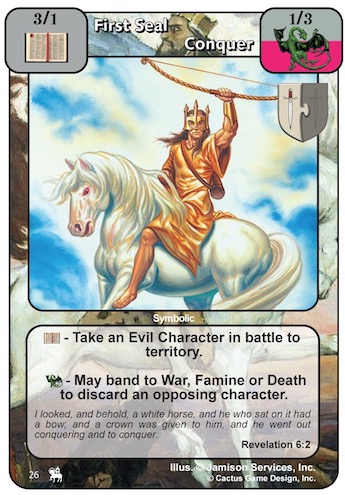 3/1
First Seal
Conquer
1/3
Symbolic
- Take an Evil Character in battle to
territory.
- May band to War, Famine or Death
to discard an opposing character.
I looked, and behold, a white horse, and he who sat on it had
a bow; and a crown was given to him, and he went out
conquering and to conquer.
Revelation 6:2
Illus. © Jamison Services, Inc.
26
© Cactus Game Design, Inc.